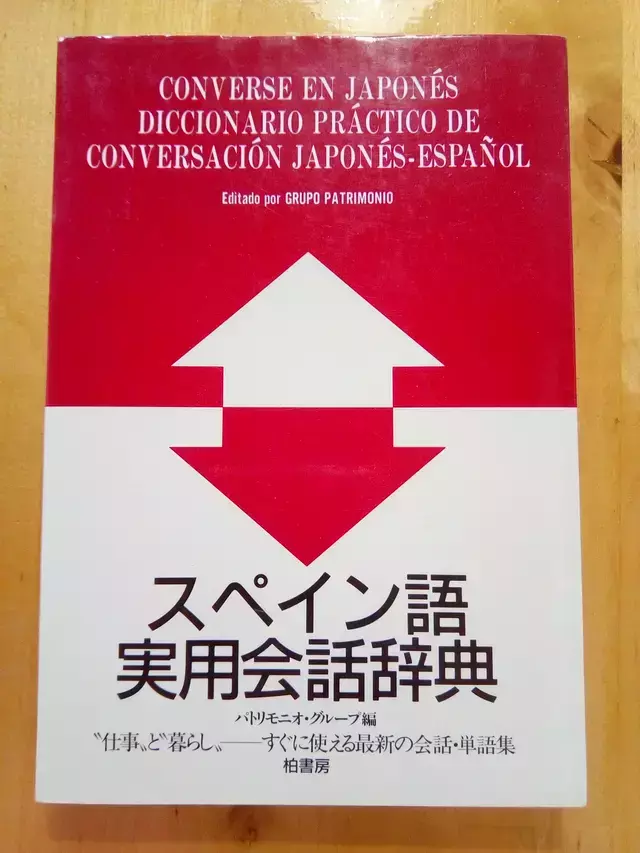 CONVERSE EN JAPONÉS
DICCIONARIO PRÁCTICO DE
CONVERSACIÓN JAPONÉS-ESPAÑOL
Editado por GRUPO PATRIMONIO
スペイン語
実用会話辞典
パトリモニオ・グループ編
〝仕事〟と〝暮らし〟——すぐに使える最新の会話・単語集
柏書房